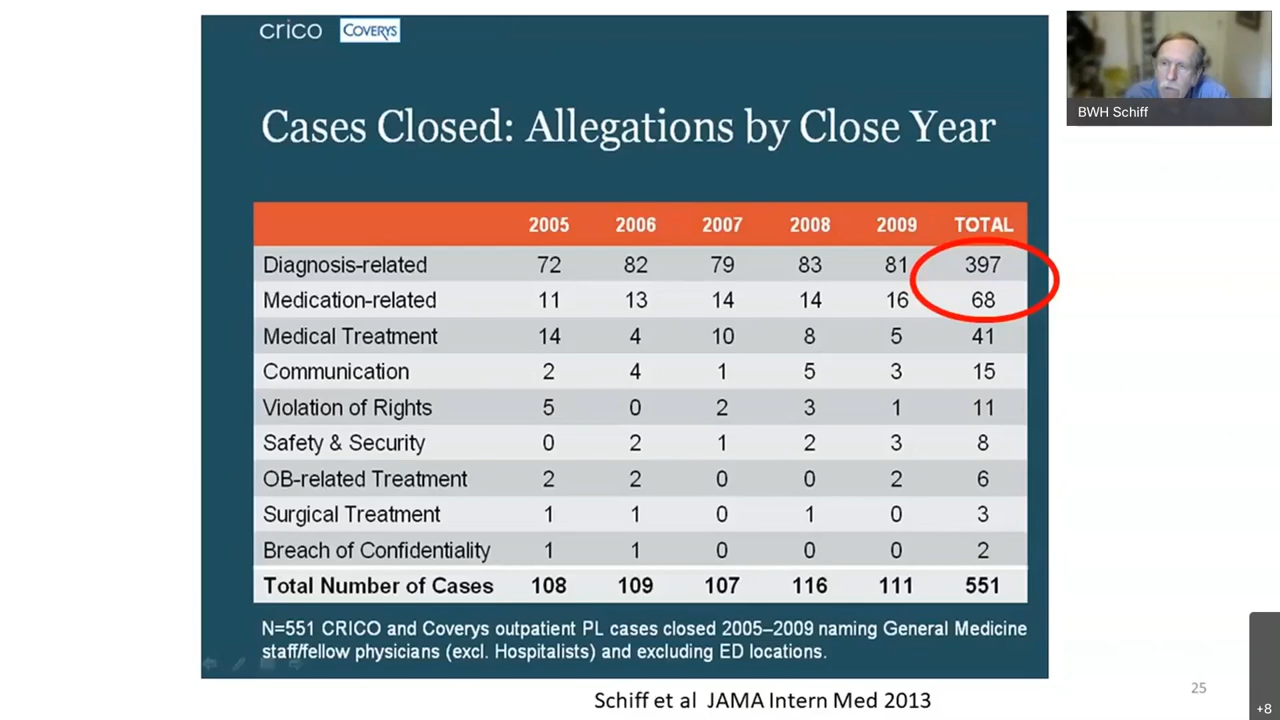 crico COVERYS
BWH Schiff
Cases Closed: Allegations by Close Year
2005 2006 2007 2008 2009 TOTAL
Diagnosis-related 72 82 79 83 81 397
Medication-related 11 13 14 14 16 68
Medical Treatment 14 4 10 8 5 41
Communication 2 4 1 5 3 15
Violation of Rights 5 0 2 3 1 11
Safety & Security 0 2 1 2 3 8
OB-related Treatment 2 2 0 0 2 6
Surgical Treatment 1 1 0 1 0 3
Breach of Confidentiality 1 1 0 0 0 2
Total Number of Cases 108 109 107 116 111 551
N=551 CRICO and Coverys outpatient PL cases closed 2005–2009 naming General Medicine
staff/fellow physicians (excl. Hospitalists) and excluding ED locations.
Schiff et al JAMA Intern Med 2013
25
+8